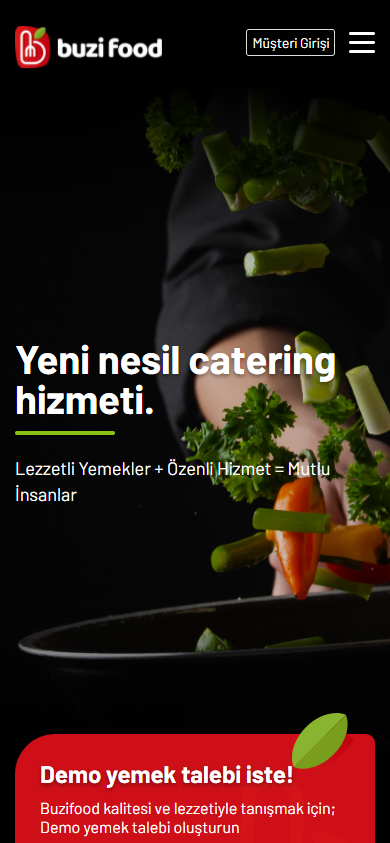 buzi food
Müşteri Girişi
Yeni nesil catering
hizmeti.
Lezzetli Yemekler + Özenli Hizmet = Mutlu
İnsanlar
Demo yemek talebi iste!
Buzifood kalitesi ve lezzetiyle tanışmak için;
Demo yemek talebi oluşturun